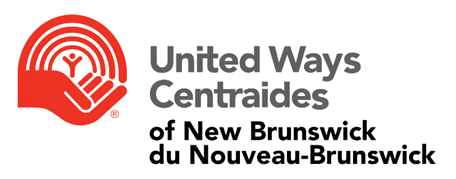 United Ways
Centraides
of New Brunswick
du Nouveau-Brunswick
®